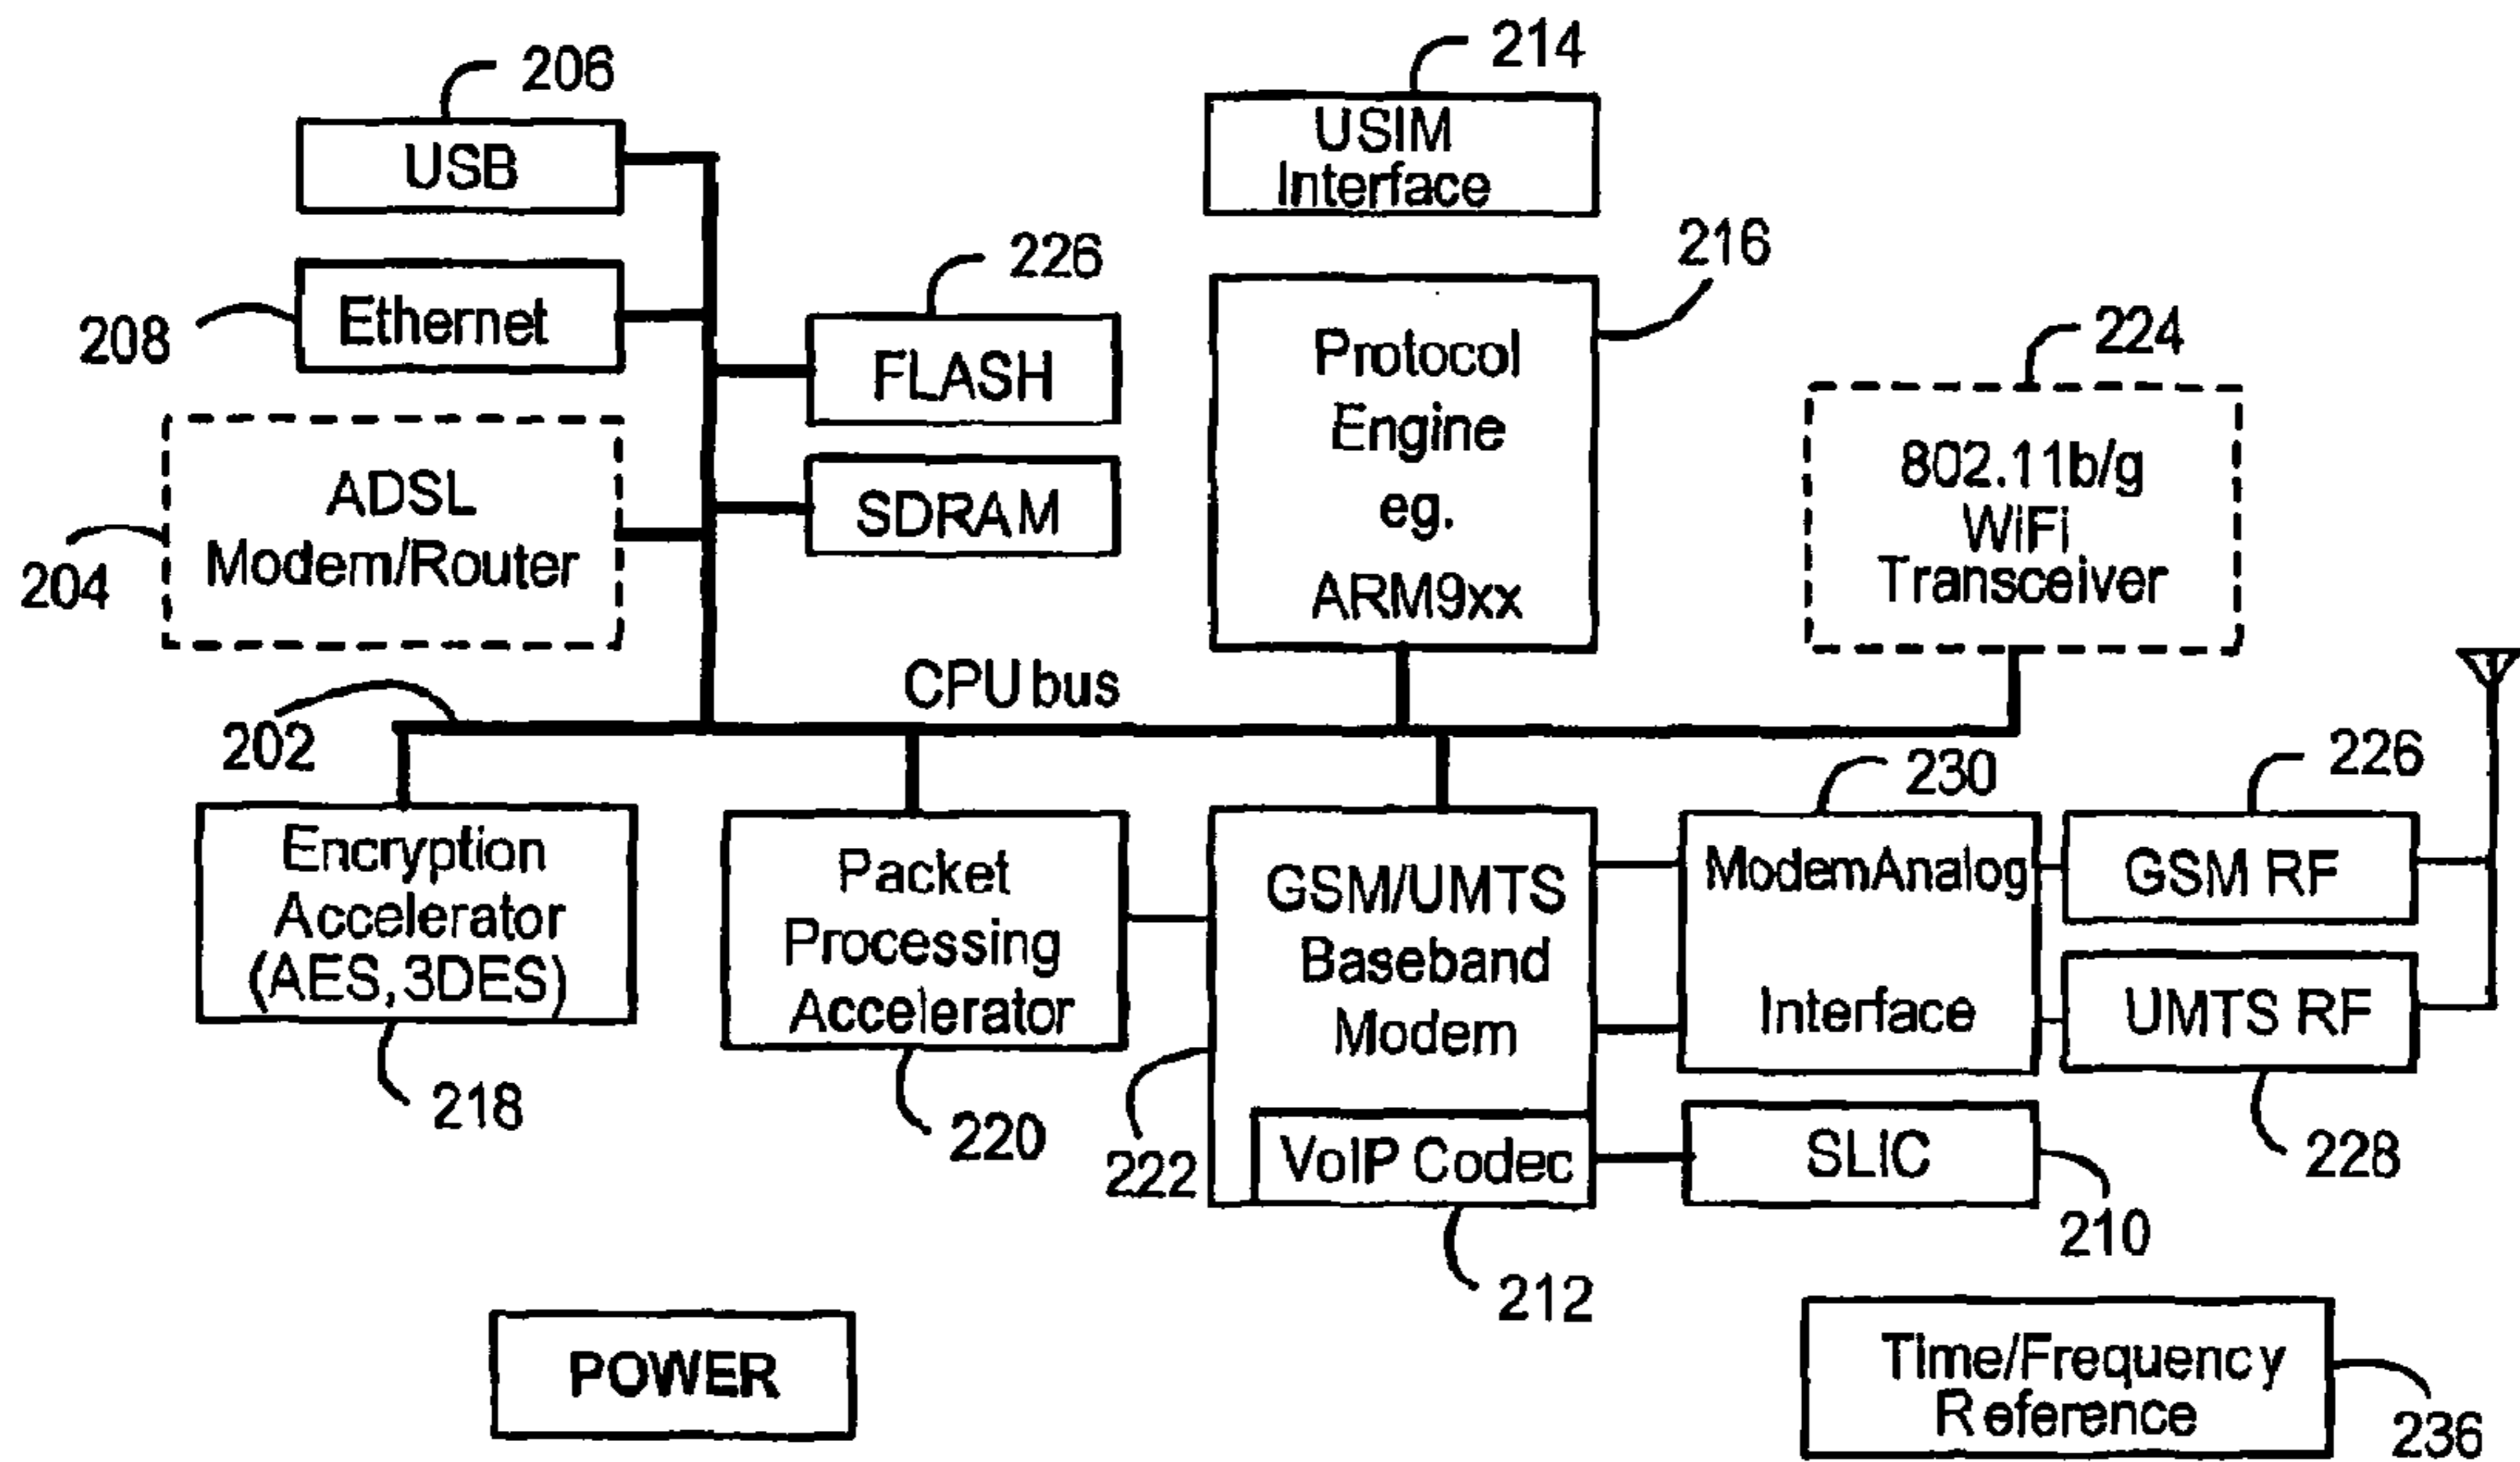 206
USB
214
USIM
Interface
208
Ethernet
226
FLASH
216
Protocol
Engine
eg.
ARM9xx
224
802.11b/g
WiFi
Transceiver
204
ADSL
Modem/Router
SDRAM
CPU bus
202
Encryption
Accelerator
(AES,3DES)
218
Packet
Processing
Accelerator
220
GSM/UMTS
Baseband
Modem
222
VoIP Codec
212
230
ModemAnalog
Interface
226
GSM RF
UMTS RF
228
SLIC
210
POWER
Time/Frequency
Reference
236